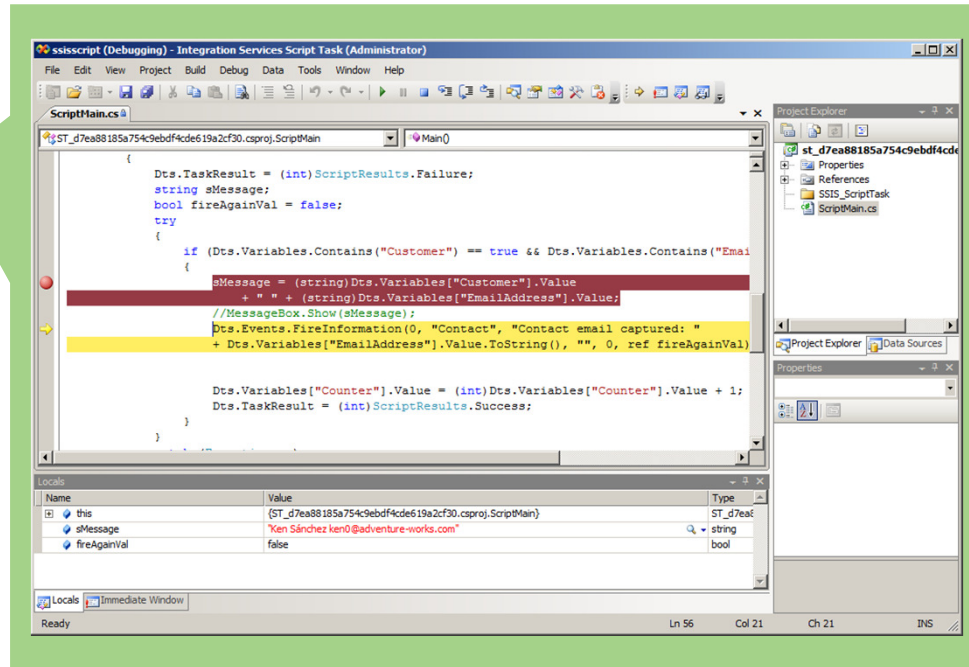 ssisscript (Debugging) - Integration Services Script Task (Administrator)
File Edit View Project Build Debug Data Tools Window Help
ScriptMain.cs
Project Explorer
ST_d7ea88185a754c9ebdf4cde619a2cf30.csproj.ScriptMain
Main()
st_d7ea88185a754c9ebdf4cde
Properties
References
SSIS_ScriptTask
ScriptMain.cs
{
Dts.TaskResult = (int)ScriptResults.Failure;
string sMessage;
bool fireAgainVal = false;
try
{
if (Dts.Variables.Contains("Customer") == true && Dts.Variables.Contains("Emai
{
sMessage = (string)Dts.Variables["Customer"].Value
+ " " + (string)Dts.Variables["EmailAddress"].Value;
//MessageBox.Show(sMessage);
Dts.Events.FireInformation(0, "Contact", "Contact email captured: "
+ Dts.Variables["EmailAddress"].Value.ToString(), "", 0, ref fireAgainVal)
Dts.Variables["Counter"].Value = (int)Dts.Variables["Counter"].Value + 1;
Dts.TaskResult = (int)ScriptResults.Success;
}
}
Project Explorer Data Sources
Properties
Locals
Name Value Type
this {ST_d7ea88185a754c9ebdf4cde619a2cf30.csproj.ScriptMain} ST_d7ea8
sMessage "Ken Sánchez ken0@adventure-works.com" string
fireAgainVal false bool
Locals Immediate Window
Ready Ln 56 Col 21 Ch 21 INS